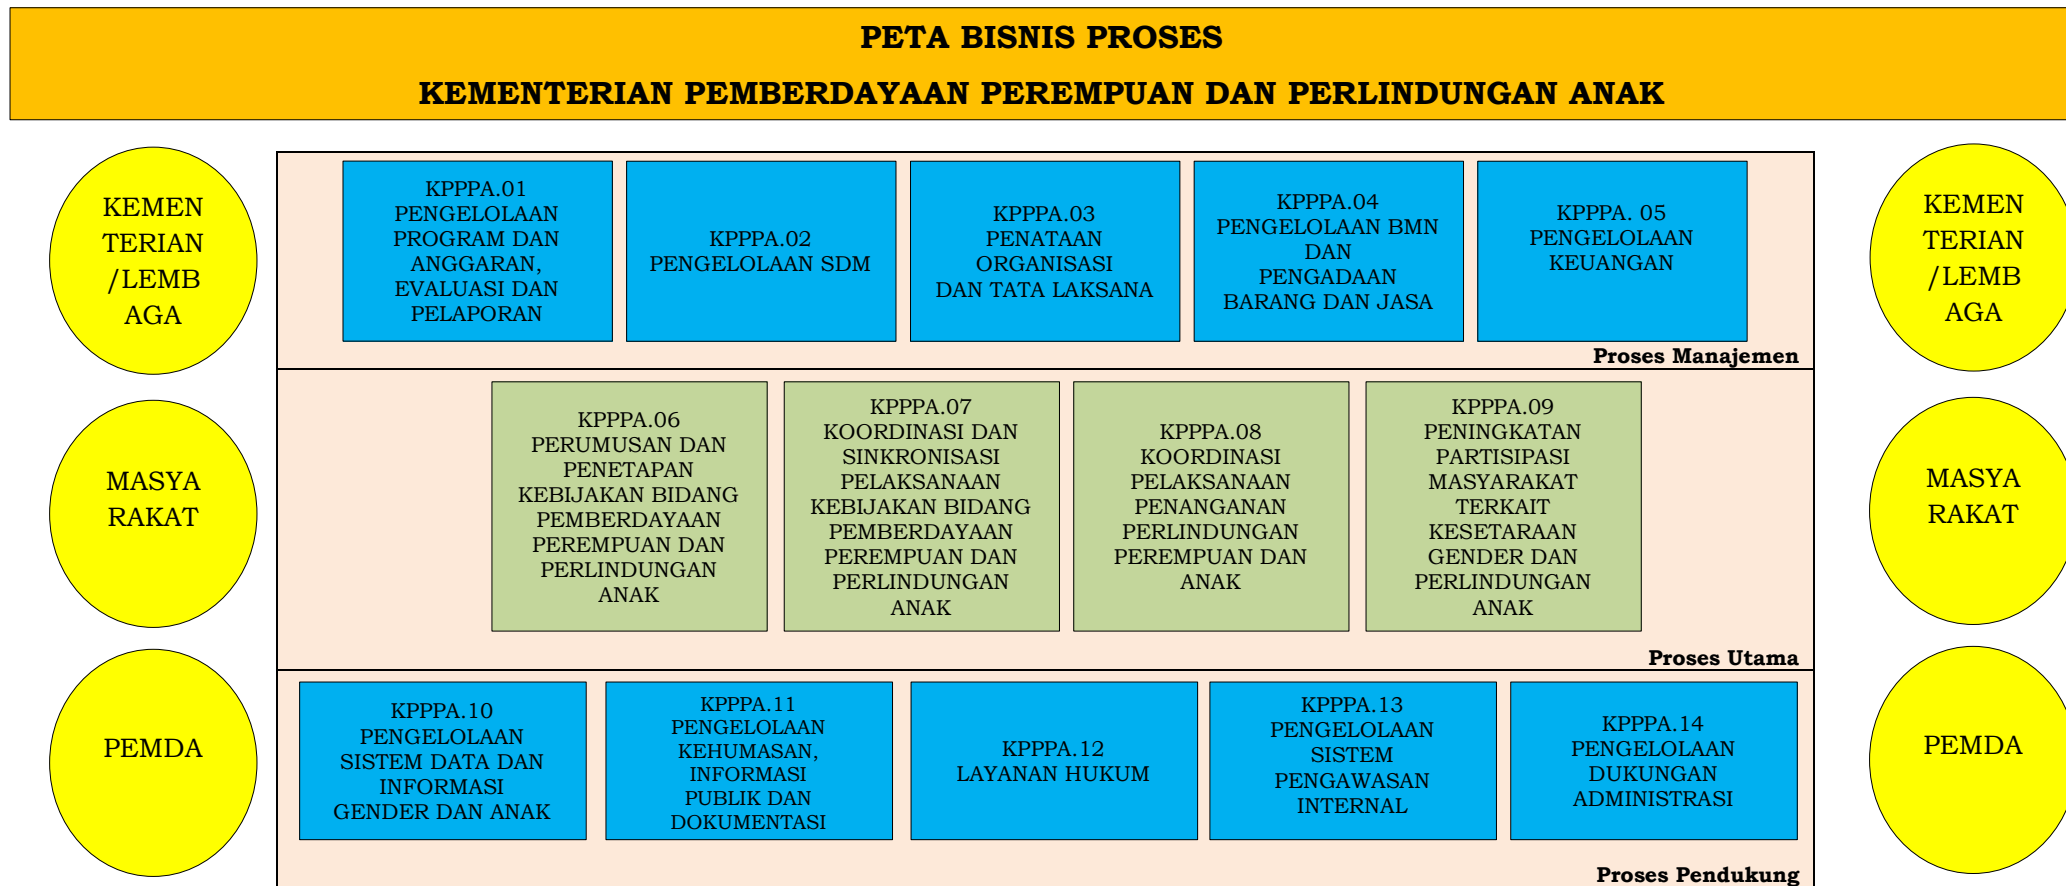 PETA BISNIS PROSES
KEMENTERIAN PEMBERDAYAAN PEREMPUAN DAN PERLINDUNGAN ANAK
KEMEN
TERIAN
/LEMB
AGA
MASYA
RAKAT
PEMDA
KPPPA.01
PENGELOLAAN
PROGRAM DAN
ANGGARAN,
EVALUASI DAN
PELAPORAN
KPPPA.02
PENGELOLAAN SDM
KPPPA.03
PENATAAN
ORGANISASI
DAN TATA LAKSANA
KPPPA.04
PENGELOLAAN BMN
DAN
PENGADAAN
BARANG DAN JASA
KPPPA. 05
PENGELOLAAN
KEUANGAN
Proses Manajemen
KPPPA.06
PERUMUSAN DAN
PENETAPAN
KEBIJAKAN BIDANG
PEMBERDAYAAN
PEREMPUAN DAN
PERLINDUNGAN
ANAK
KPPPA.07
KOORDINASI DAN
SINKRONISASI
PELAKSANAAN
KEBIJAKAN BIDANG
PEMBERDAYAAN
PEREMPUAN DAN
PERLINDUNGAN
ANAK
KPPPA.08
KOORDINASI
PELAKSANAAN
PENANGANAN
PERLINDUNGAN
PEREMPUAN DAN
ANAK
KPPPA.09
PENINGKATAN
PARTISIPASI
MASYARAKAT
TERKAIT
KESETARAAN
GENDER DAN
PERLINDUNGAN
ANAK
Proses Utama
KPPPA.10
PENGELOLAAN
SISTEM DATA DAN
INFORMASI
GENDER DAN ANAK
KPPPA.11
PENGELOLAAN
KEHUMASAN,
INFORMASI
PUBLIK DAN
DOKUMENTASI
KPPPA.12
LAYANAN HUKUM
KPPPA.13
PENGELOLAAN
SISTEM
PENGAWASAN
INTERNAL
KPPPA.14
PENGELOLAAN
DUKUNGAN
ADMINISTRASI
Proses Pendukung
KEMEN
TERIAN
/LEMB
AGA
MASYA
RAKAT
PEMDA